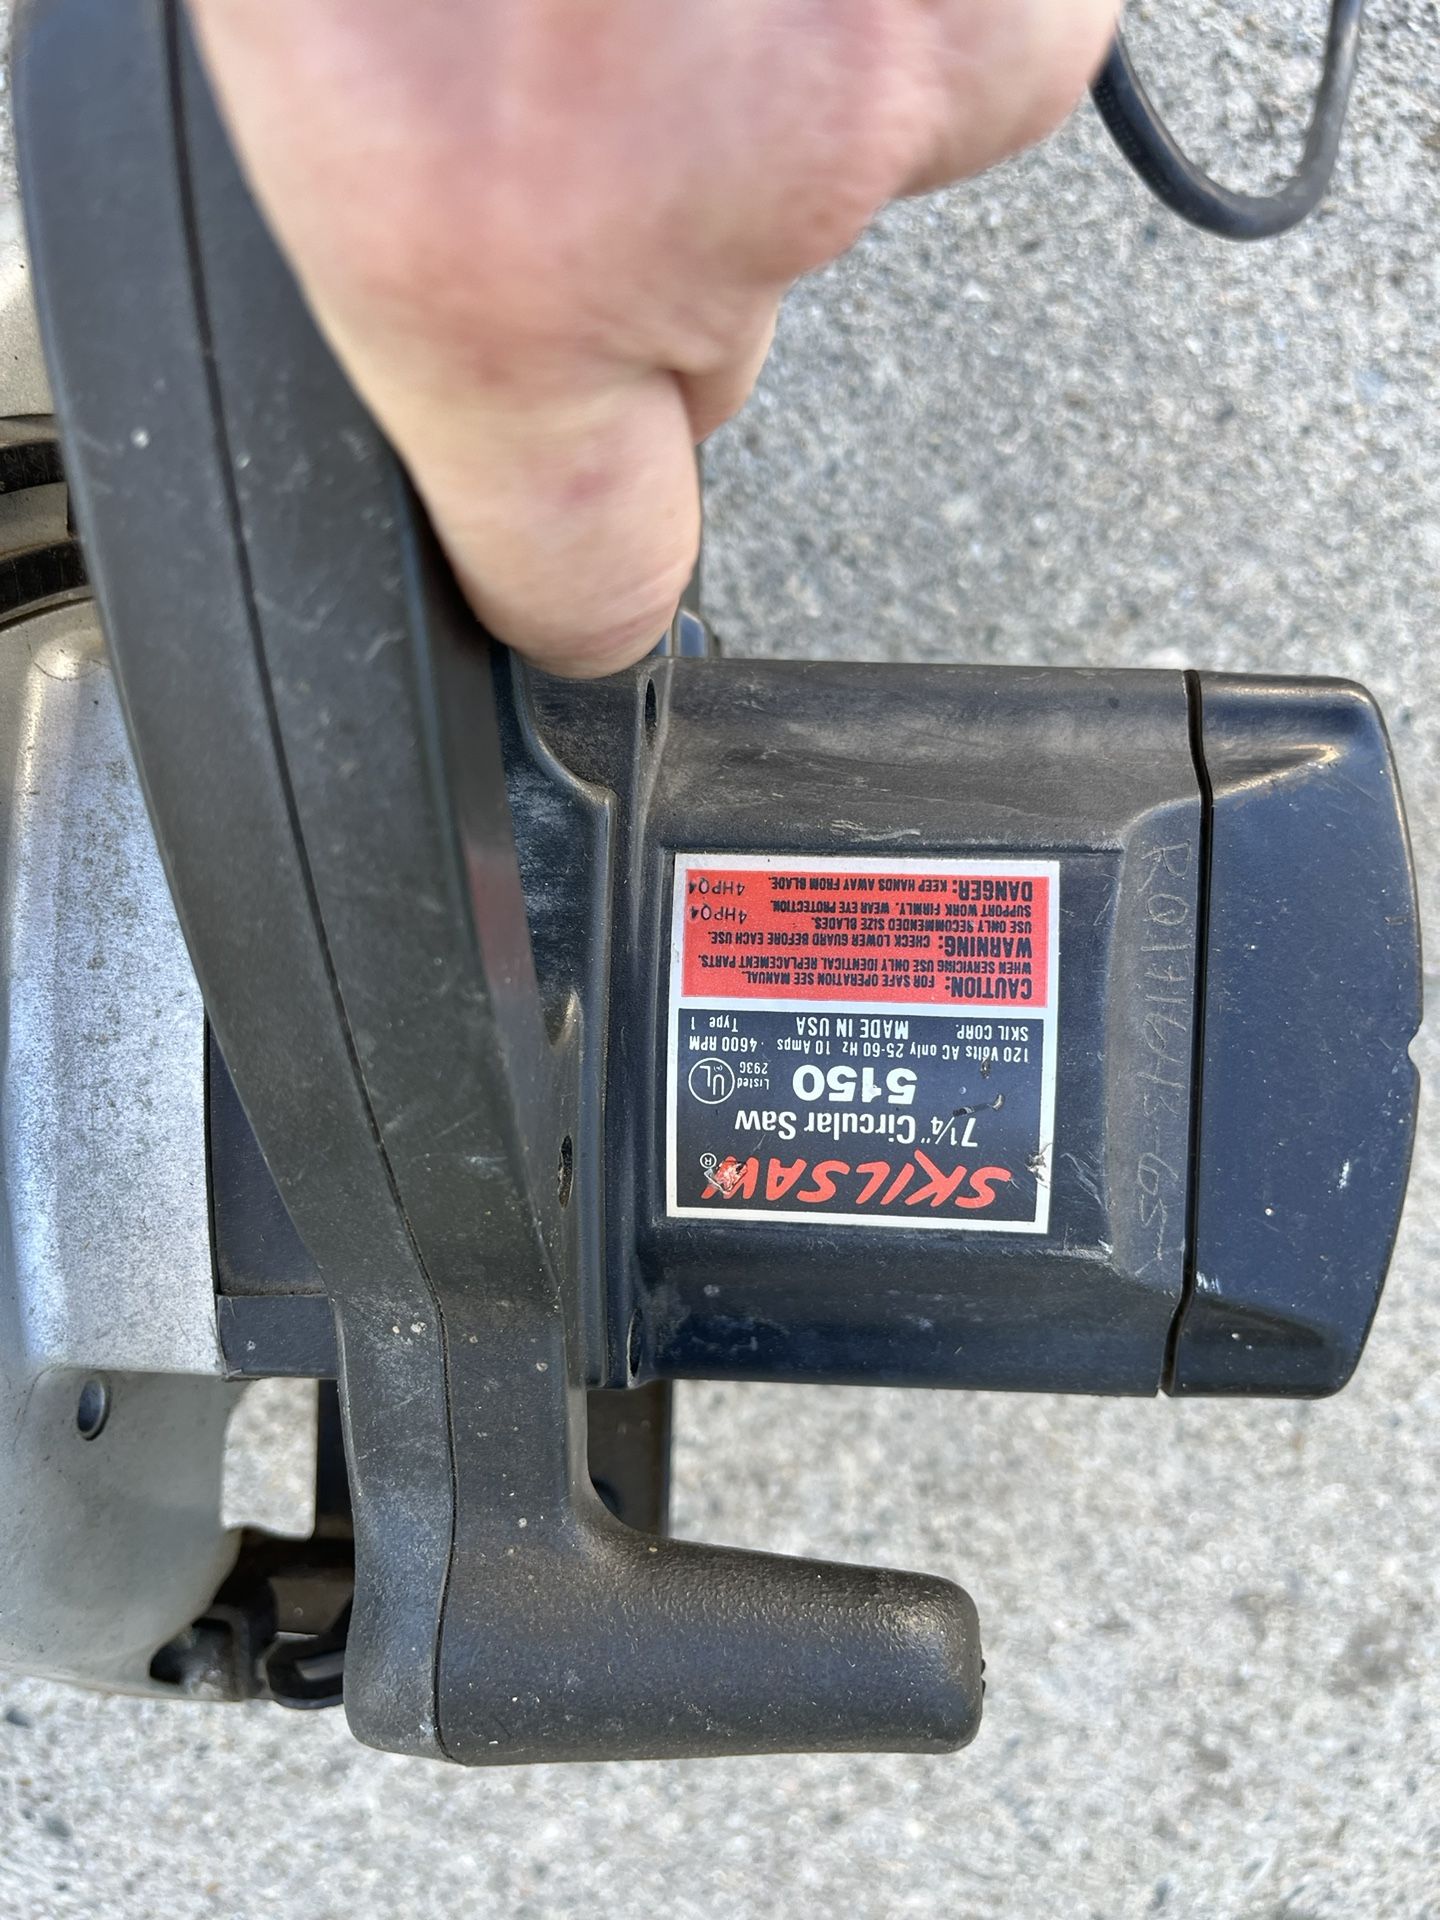 SKILSAW®
7¼" Circular Saw
5150
UL Listed 293G
120 Volts AC only 25-60 Hz 10 Amps 4600 RPM
SKIL CORP. MADE IN USA Type 1
CAUTION: FOR SAFE OPERATION SEE MANUAL.
WHEN SERVICING USE ONLY IDENTICAL REPLACEMENT PARTS.
WARNING: CHECK LOWER GUARD BEFORE EACH USE.
USE ONLY RECOMMENDED SIZE BLADES.
SUPPORT WORK FIRMLY. WEAR EYE PROTECTION. 4HPQ4
DANGER: KEEP HANDS AWAY FROM BLADE. 4HPQ4